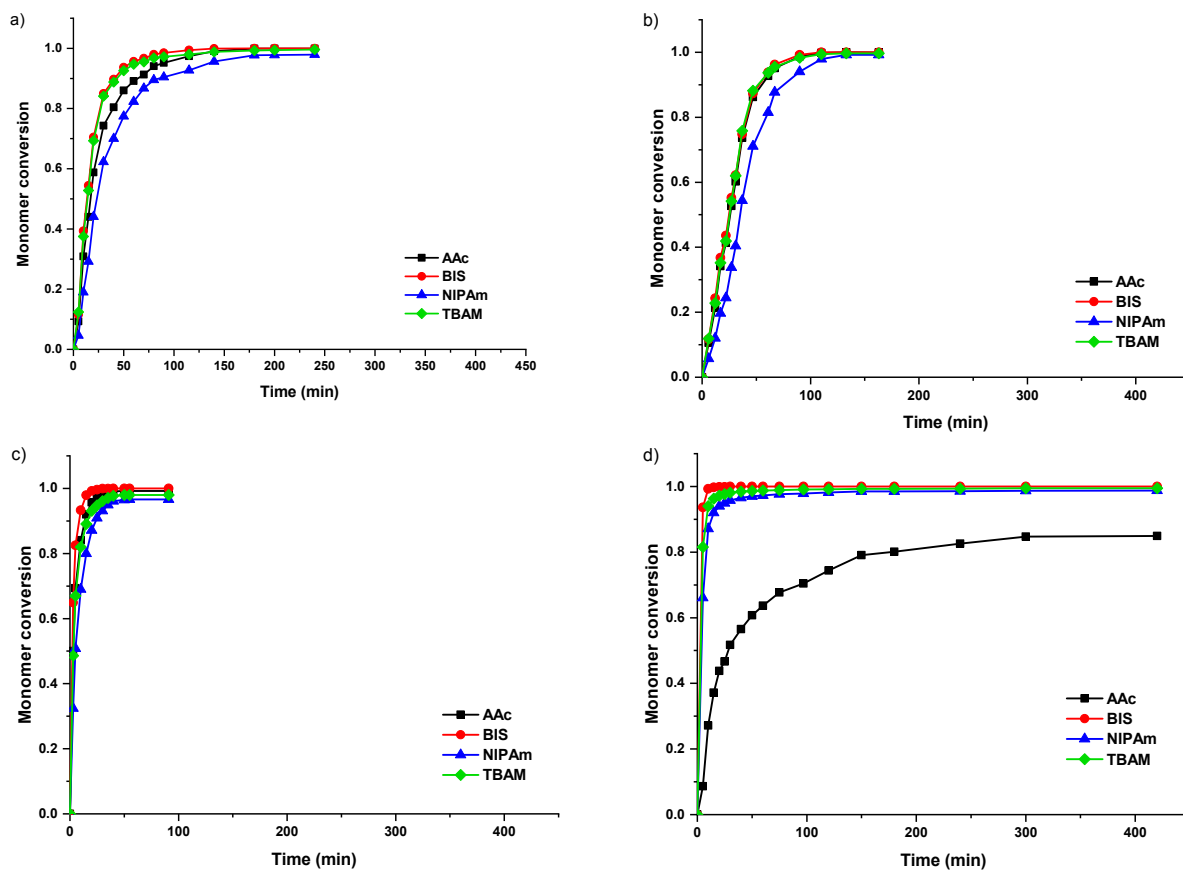 a)
Monomer conversion
1.0
0.8
0.6
0.4
0.2
0.0
AAc
BIS
NIPAm
TBAM
0 50 100 150 200 250 300 350 400 450
Time (min)
b)
Monomer conversion
1.0
0.8
0.6
0.4
0.2
0.0
AAc
BIS
NIPAm
TBAM
0 100 200 300 400
Time (min)
c)
Monomer conversion
1.0
0.8
0.6
0.4
0.2
0.0
AAc
BIS
NIPAm
TBAM
0 100 200 300 400
Time (min)
d)
Monomer conversion
1.0
0.8
0.6
0.4
0.2
0.0
AAc
BIS
NIPAm
TBAM
0 100 200 300 400
Time (min)